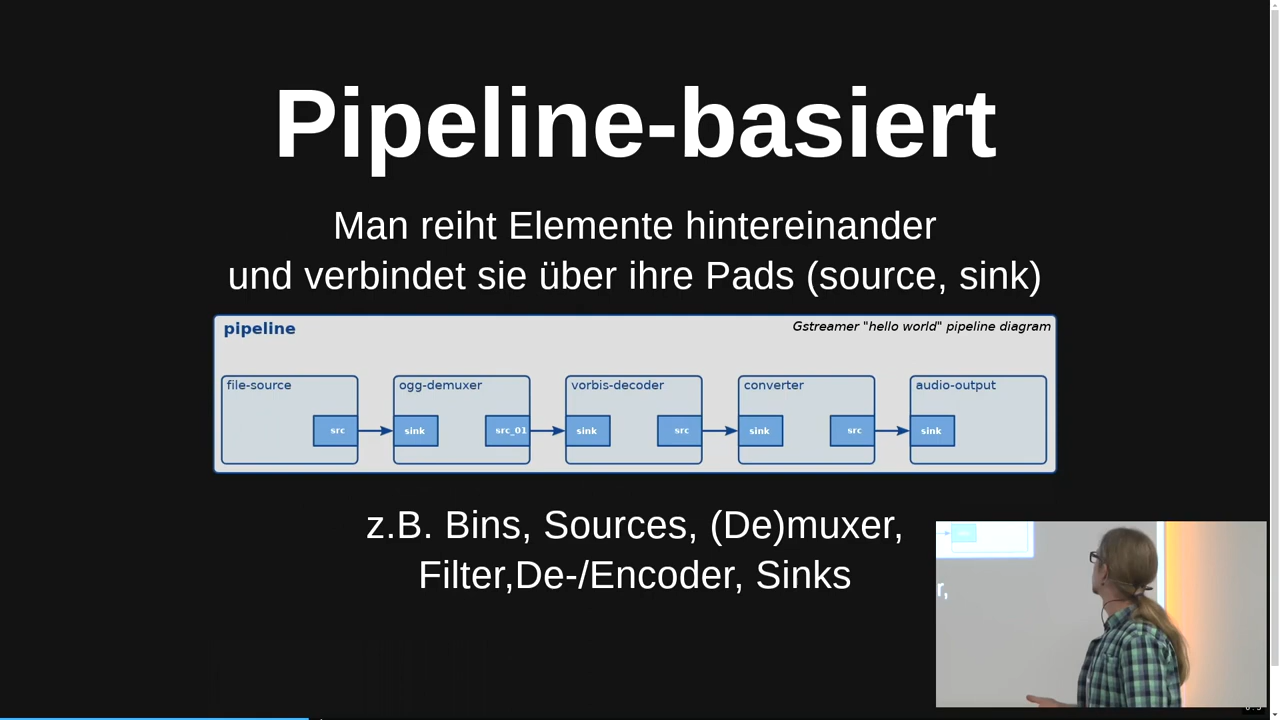 Pipeline-basiert
Man reiht Elemente hintereinander
und verbindet sie über ihre Pads (source, sink)
pipeline
Gstreamer "hello world" pipeline diagram
file-source
ogg-demuxer
vorbis-decoder
converter
audio-output
src
sink
src_01
sink
src
sink
src
sink
z.B. Bins, Sources, (De)muxer,
Filter,De-/Encoder, Sinks
r,